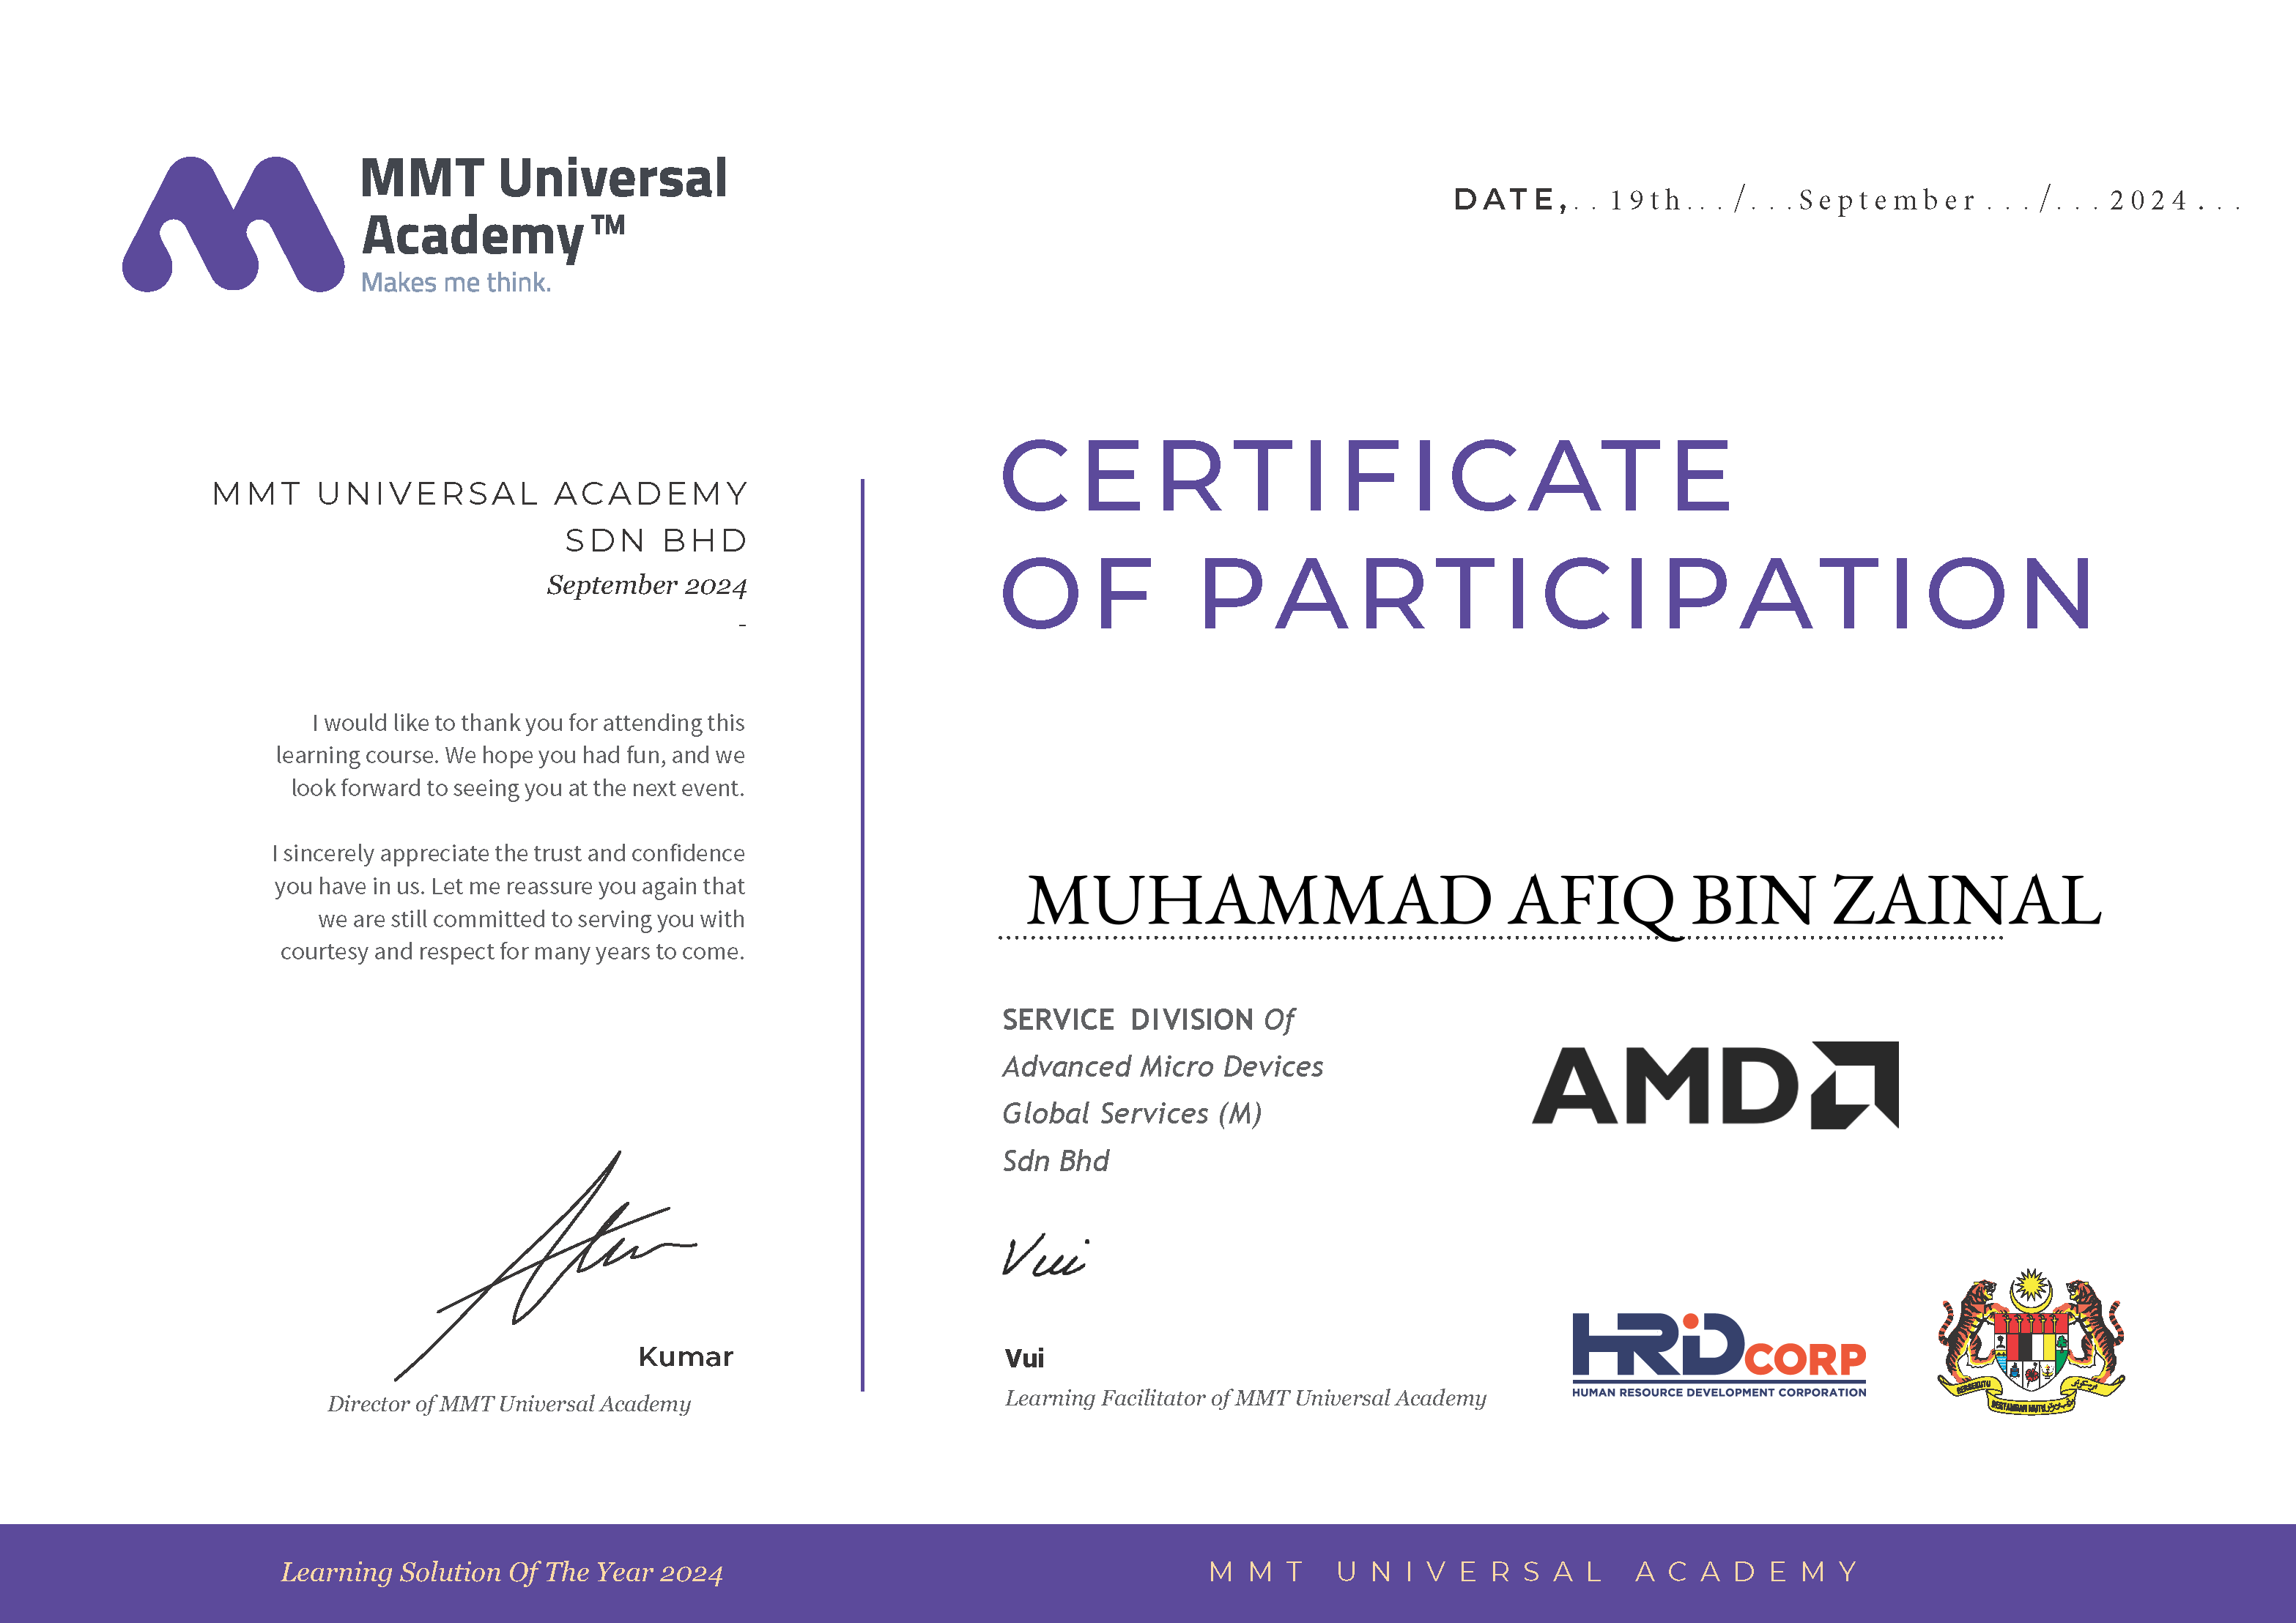 MMT Universal
Academy™
Makes me think.
DATE,. . 19th. . . /. . . September . . . /. . . 2024 . . .
MMT UNIVERSAL ACADEMY
SDN BHD
September 2024
-
I would like to thank you for attending this
learning course. We hope you had fun, and we
look forward to seeing you at the next event.
I sincerely appreciate the trust and confidence
you have in us. Let me reassure you again that
we are still committed to serving you with
courtesy and respect for many years to come.
Kumar
Director of MMT Universal Academy
CERTIFICATE
OF PARTICIPATION
MUHAMMAD AFIQ BIN ZAINAL
SERVICE DIVISION Of
Advanced Micro Devices
Global Services (M)
Sdn Bhd
AMD
Vui
Vui
Learning Facilitator of MMT Universal Academy
HRD CORP
HUMAN RESOURCE DEVELOPMENT CORPORATION
BERSEKUTU
BERTAMBAH MUTU
Learning Solution Of The Year 2024
MMT UNIVERSAL ACADEMY